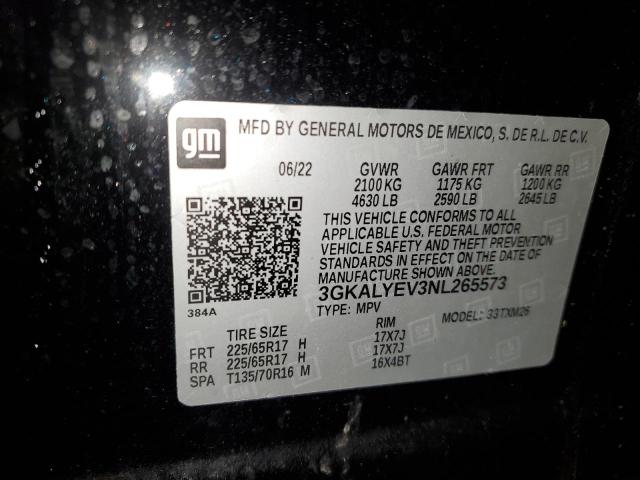 gm MFD BY GENERAL MOTORS DE MEXICO, S. DE R.L. DE C.V.
06/22 GVWR GAWR FRT GAWR RR
2100 KG 1175 KG 1200 KG
4630 LB 2590 LB 2645 LB
THIS VEHICLE CONFORMS TO ALL
APPLICABLE U.S. FEDERAL MOTOR
VEHICLE SAFETY AND THEFT PREVENTION
STANDARDS IN EFFECT ON THE DATE OF
MANUFACTURE SHOWN ABOVE.
3GKALYEV3NL265573
384A
TYPE: MPV MODEL: 33TXM26
TIRE SIZE RIM
FRT 225/65R17 H 17X7J
RR 225/65R17 H 17X7J
SPA T135/70R16 M 16X4BT